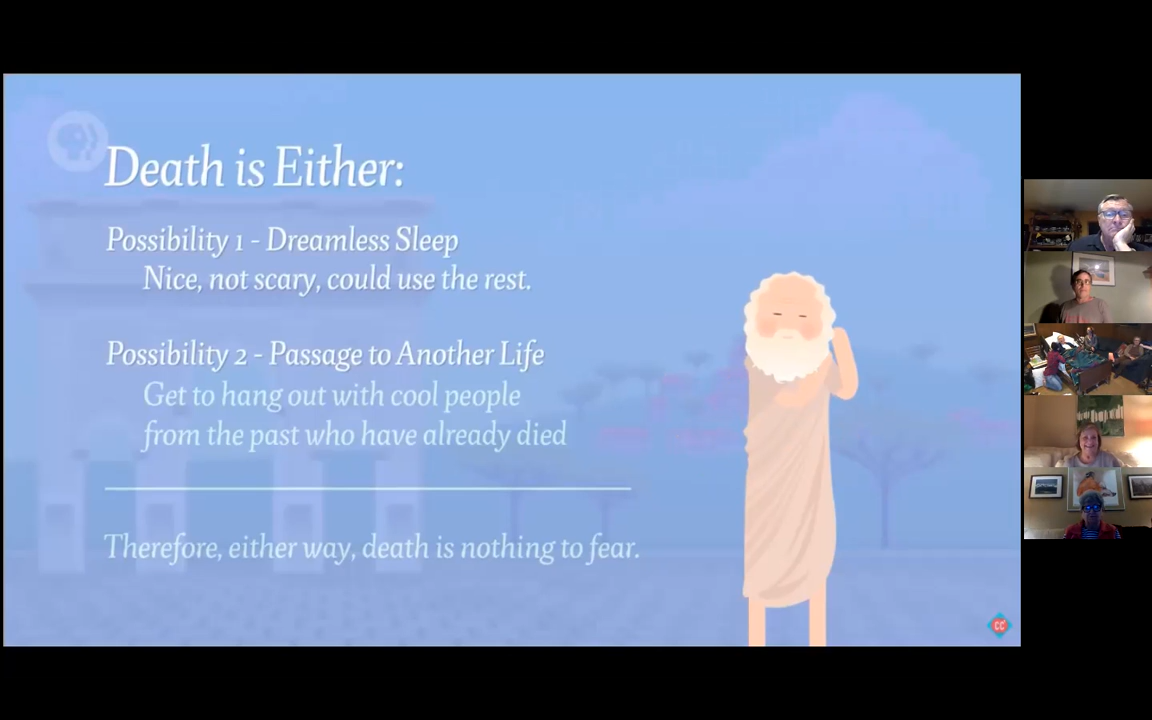 Death is Either:
Possibility 1 - Dreamless Sleep
Nice, not scary, could use the rest.
Possibility 2 - Passage to Another Life
Get to hang out with cool people
from the past who have already died
Therefore, either way, death is nothing to fear.
CC